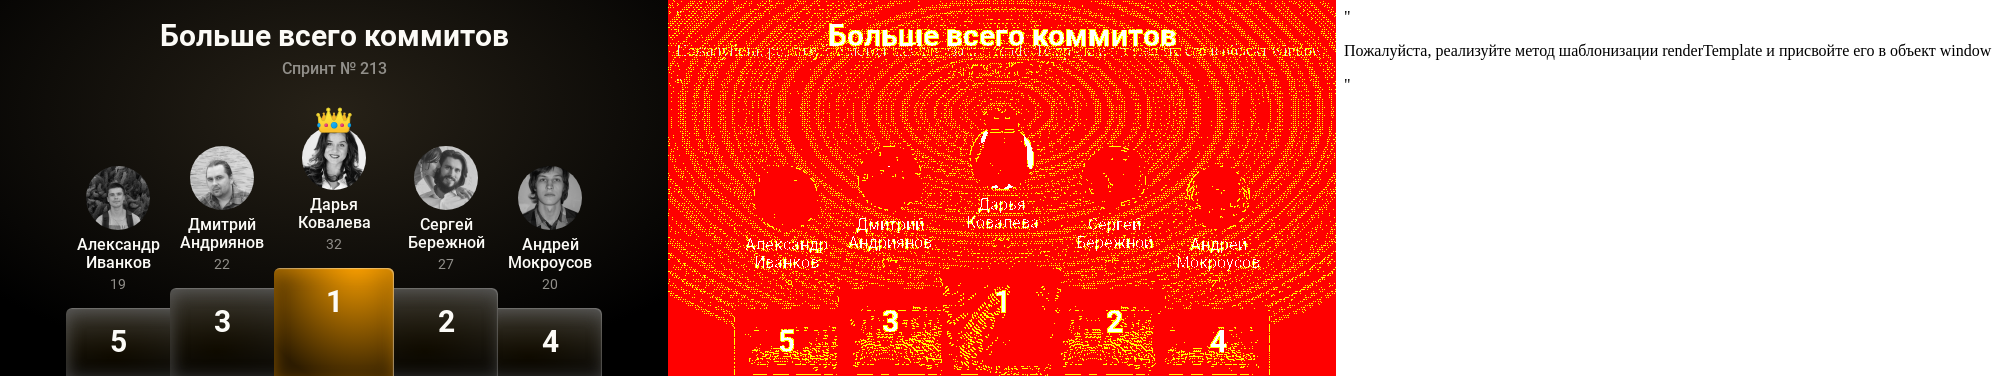 Больше всего коммитов
Спринт № 213
Дарья
Ковалева
32
Дмитрий
Андриянов
22
Сергей
Бережной
27
Александр
Иванков
19
Андрей
Мокроусов
20
1
3
2
5
4
Больше всего коммитов
Дарья
Ковалева
Дмитрий
Андриянов
Сергей
Бережной
Александр
Иванков
Андрей
Мокроусов
1
3
2
5
4
"
Пожалуйста, реализуйте метод шаблонизации renderTemplate и присвойте его в объект window
"